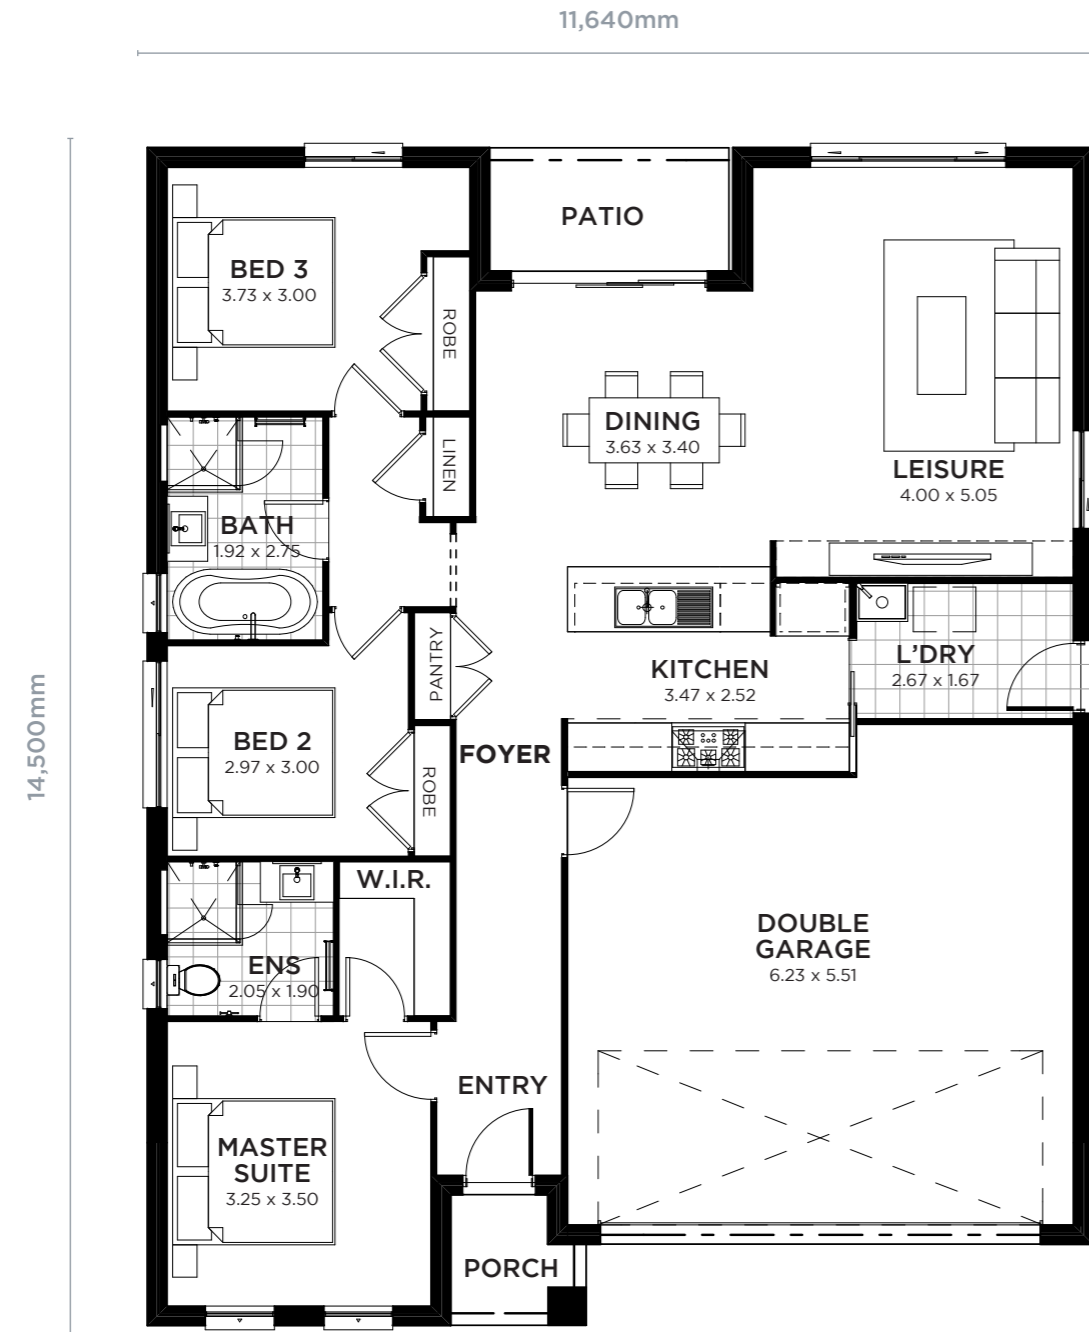 11,640mm
14,500mm
PATIO
BED 3
3.73 x 3.00
ROBE
LINEN
DINING
3.63 x 3.40
LEISURE
4.00 x 5.05
BATH
1.92 x 2.75
PANTRY
KITCHEN
3.47 x 2.52
L'DRY
2.67 x 1.67
BED 2
2.97 x 3.00
ROBE
FOYER
W.I.R.
ENS
2.05 x 1.90
DOUBLE
GARAGE
6.23 x 5.51
ENTRY
MASTER
SUITE
3.25 x 3.50
PORCH